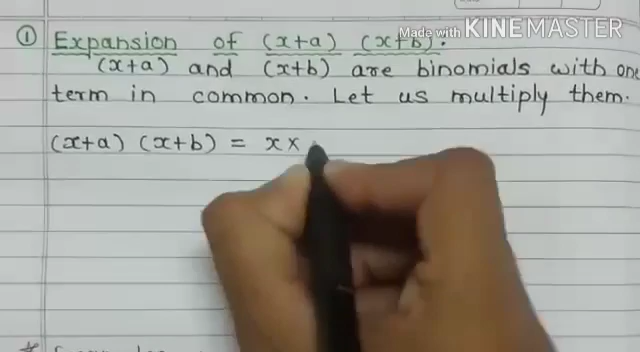 Made with KINEMASTER
① Expansion of (x+a) (x+b).
(x+a) and (x+b) are binomials with one
term in common. Let us multiply them.
(x+a) (x+b) = x×